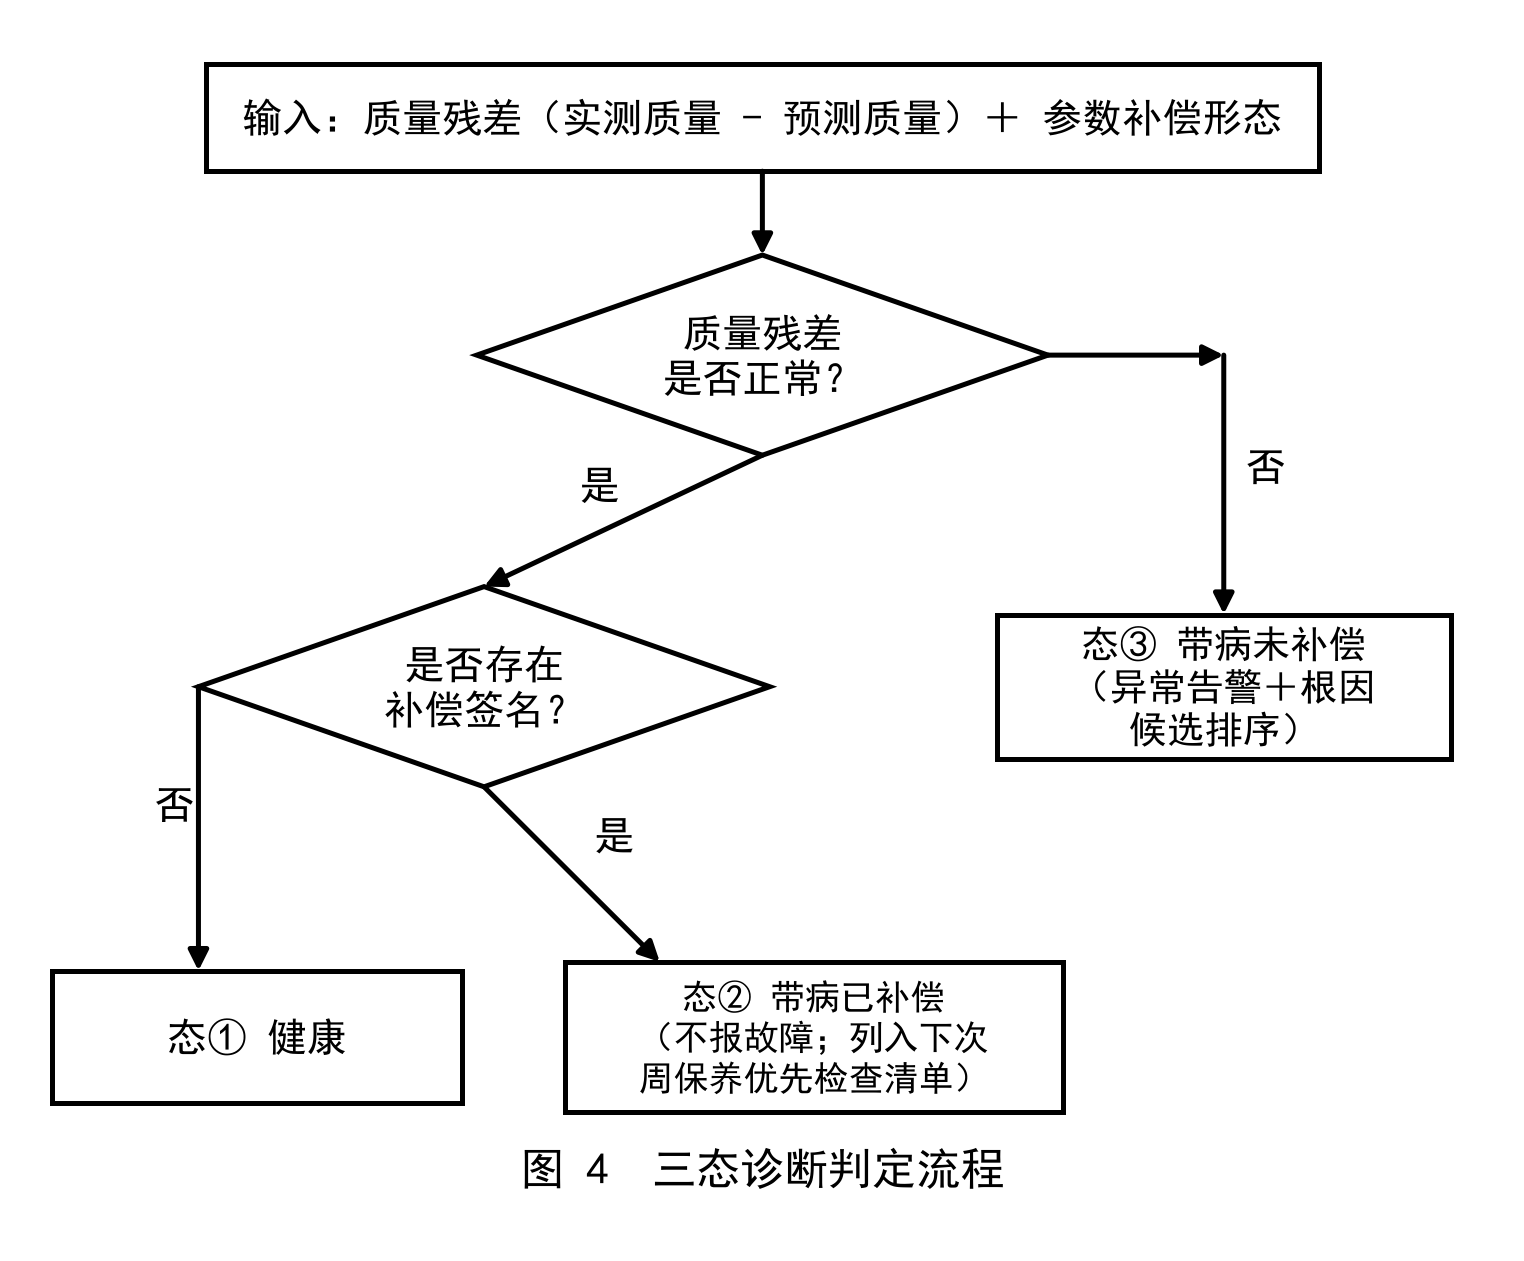 输入：质量残差（实测质量 － 预测质量）＋ 参数补偿形态
质量残差
是否正常？
是
否
是否存在
补偿签名？
态③ 带病未补偿
（异常告警＋根因
候选排序）
否
是
态① 健康
态② 带病已补偿
（不报故障；列入下次
周保养优先检查清单）
图 4　三态诊断判定流程